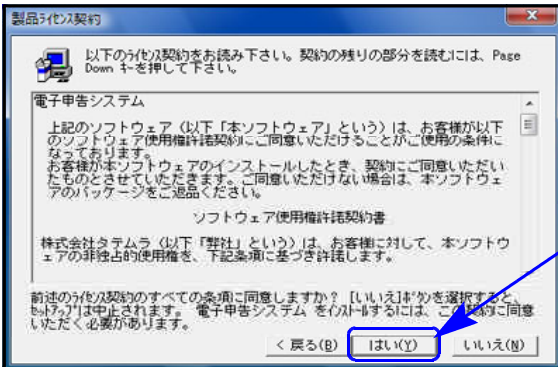 製品ﾗｲｾﾝｽ契約
以下のﾗｲｾﾝｽ契約をお読み下さい。契約の残りの部分を読むには、Page
Down ｷｰを押して下さい。
電子申告システム
上記のソフトウェア（以下「本ソフトウェア」という）は、お客様が以下
のソフトウェア使用権許諾契約にご同意いただけることがご使用の条件に
なっております。
お客様が本ソフトウェアのインストールしたとき、契約にご同意いただい
たものとさせていただきます。ご同意いただけない場合は、本ソフトウェ
アのパッケージをご返品ください。
ソフトウェア使用権許諾契約書
株式会社タテムラ（以下「弊社」という）は、お客様に対して、本ソフトウ
ェアの非独占的使用権を、下記条項に基づき許諾します。
前述のﾗｲｾﾝｽ契約のすべての条項に同意しますか？ [いいえ]ﾎﾞﾀﾝを選択すると、
ｾｯﾄｱｯﾌﾟは中止されます。 電子申告システム をｲﾝｽﾄｰﾙするには、この契約に同意
いただく必要があります。
< 戻る(B) はい(Y) いいえ(N)